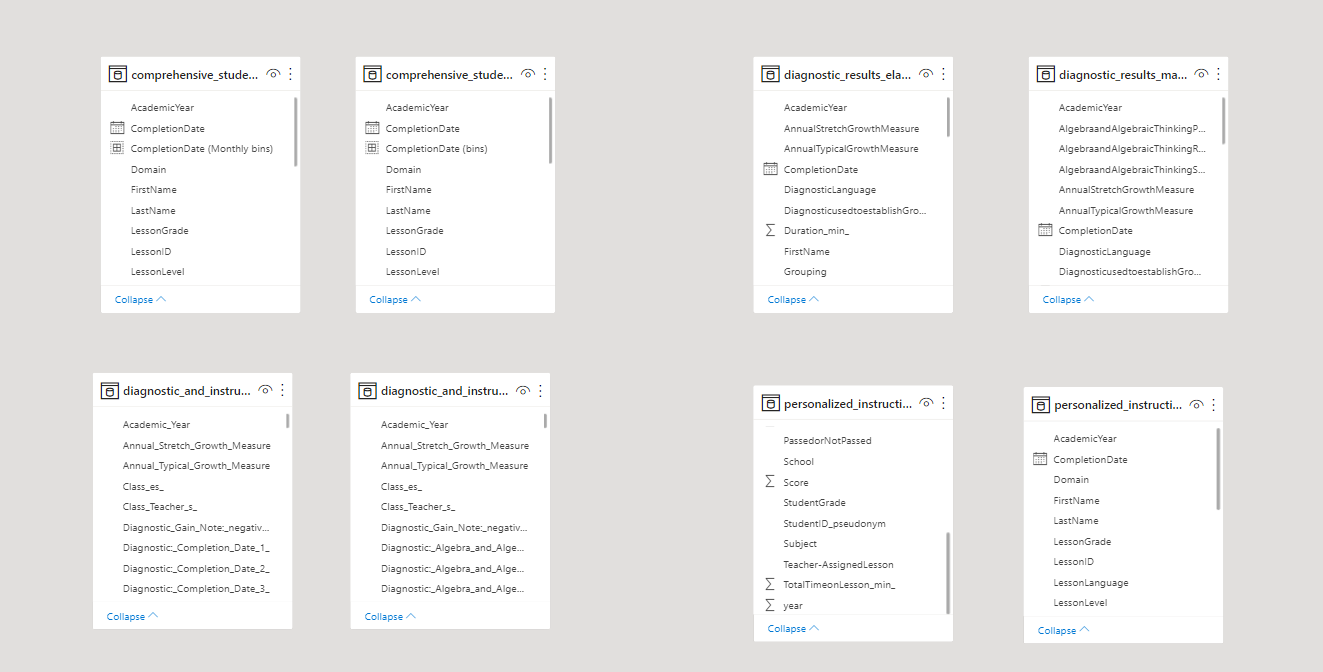 comprehensive_stude...
AcademicYear
CompletionDate
CompletionDate (Monthly bins)
Domain
FirstName
LastName
LessonGrade
LessonID
LessonLevel
Collapse
comprehensive_stude...
AcademicYear
CompletionDate
CompletionDate (bins)
Domain
FirstName
LastName
LessonGrade
LessonID
LessonLevel
Collapse
diagnostic_results_ela...
AcademicYear
AnnualStretchGrowthMeasure
AnnualTypicalGrowthMeasure
CompletionDate
DiagnosticLanguage
DiagnosticusedtoestablishGro...
Duration_min_
FirstName
Grouping
Collapse
diagnostic_results_ma...
AcademicYear
AlgebraandAlgebraicThinkingP...
AlgebraandAlgebraicThinkingR...
AlgebraandAlgebraicThinkingS...
AnnualStretchGrowthMeasure
AnnualTypicalGrowthMeasure
CompletionDate
DiagnosticLanguage
DiagnosticusedtoestablishGro...
Collapse
diagnostic_and_instru...
Academic_Year
Annual_Stretch_Growth_Measure
Annual_Typical_Growth_Measure
Class_es_
Class_Teacher_s_
Diagnostic_Gain_Note:_negativ...
Diagnostic:_Completion_Date_1_
Diagnostic:_Completion_Date_2_
Diagnostic:_Completion_Date_3_
Collapse
diagnostic_and_instru...
Academic_Year
Annual_Stretch_Growth_Measure
Annual_Typical_Growth_Measure
Class_es_
Class_Teacher_s_
Diagnostic_Gain_Note:_negativ...
Diagnostic:_Algebra_and_Alge...
Diagnostic:_Algebra_and_Alge...
Diagnostic:_Algebra_and_Alge...
Collapse
personalized_instructi...
PassedorNotPassed
School
Score
StudentGrade
StudentID_pseudonym
Subject
Teacher-AssignedLesson
TotalTimeonLesson_min_
year
Collapse
personalized_instructi...
AcademicYear
CompletionDate
Domain
FirstName
LastName
LessonGrade
LessonID
LessonLanguage
LessonLevel
Collapse